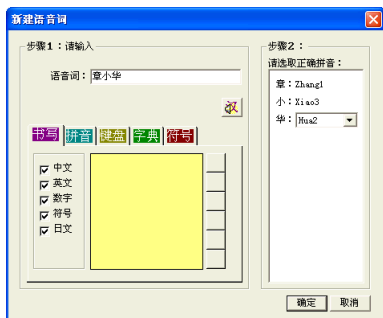 新建语音词
步骤1：请输入
语音词：章小华
汉
书写 拼音 键盘 字典 符号
中文
英文
数字
符号
日文
步骤2：
请选取正确拼音：
章：Zhang1
小：Xiao3
华：Hua2
确定 取消